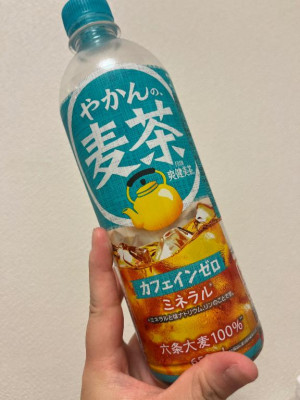 やかんの、
麦茶
FROM
爽健美茶
カフェインゼロ
ミネラル
六条大麦100%